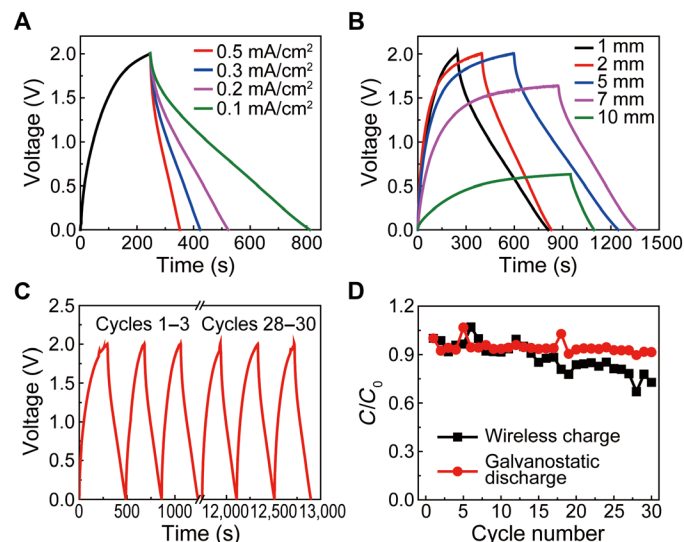 A
Voltage (V)
2.0
1.5
1.0
0.5
0.0
0 200 400 600 800
Time (s)
0.5 mA/cm²
0.3 mA/cm²
0.2 mA/cm²
0.1 mA/cm²
B
Voltage (V)
2.0
1.5
1.0
0.5
0.0
0 300 600 900 1200 1500
Time (s)
1 mm
2 mm
5 mm
7 mm
10 mm
C
Voltage (V)
2.5
2.0
1.5
1.0
0.5
0.0
Cycles 1–3 Cycles 28–30
0 500 1000 12,000 12,500 13,000
Time (s)
D
C/C₀
1.2
0.9
0.6
0.3
0.0
Wireless charge
Galvanostatic
discharge
0 5 10 15 20 25 30
Cycle number